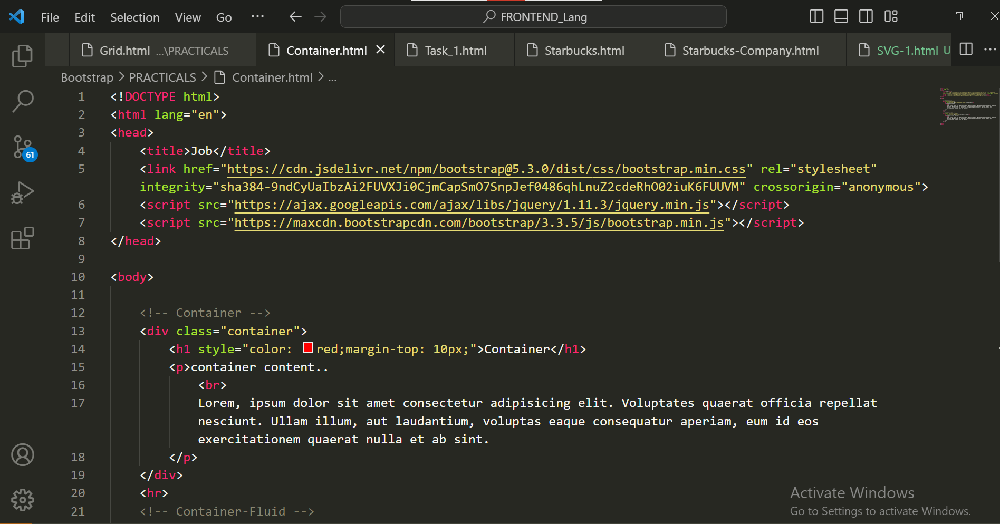 File Edit Selection View Go ··· FRONTEND_Lang
Grid.html ...\PRACTICALS Container.html Task_1.html Starbucks.html Starbucks-Company.html SVG-1.html U
Bootstrap > PRACTICALS > Container.html > ...
1 <!DOCTYPE html>
2 <html lang="en">
3 <head>
4 <title>Job</title>
5 <link href="https://cdn.jsdelivr.net/npm/bootstrap@5.3.0/dist/css/bootstrap.min.css" rel="stylesheet"
integrity="sha384-9ndCyUaIbzAi2FUVXJi0CjmCapSmO7SnpJef0486qhLnuZ2cdeRhO02iuK6FUUVM" crossorigin="anonymous">
6 <script src="https://ajax.googleapis.com/ajax/libs/jquery/1.11.3/jquery.min.js"></script>
7 <script src="https://maxcdn.bootstrapcdn.com/bootstrap/3.3.5/js/bootstrap.min.js"></script>
8 </head>
9
10 <body>
11
12 <!-- Container -->
13 <div class="container">
14 <h1 style="color: red;margin-top: 10px;">Container</h1>
15 <p>container content..
16 <br>
17 Lorem, ipsum dolor sit amet consectetur adipisicing elit. Voluptates quaerat officia repellat
nesciunt. Ullam illum, aut laudantium, voluptas eaque consequatur aperiam, eum id eos
exercitationem quaerat nulla et ab sint.
18 </p>
19 </div>
20 <hr>
21 <!-- Container-Fluid -->
61
Activate Windows
Go to Settings to activate Windows.